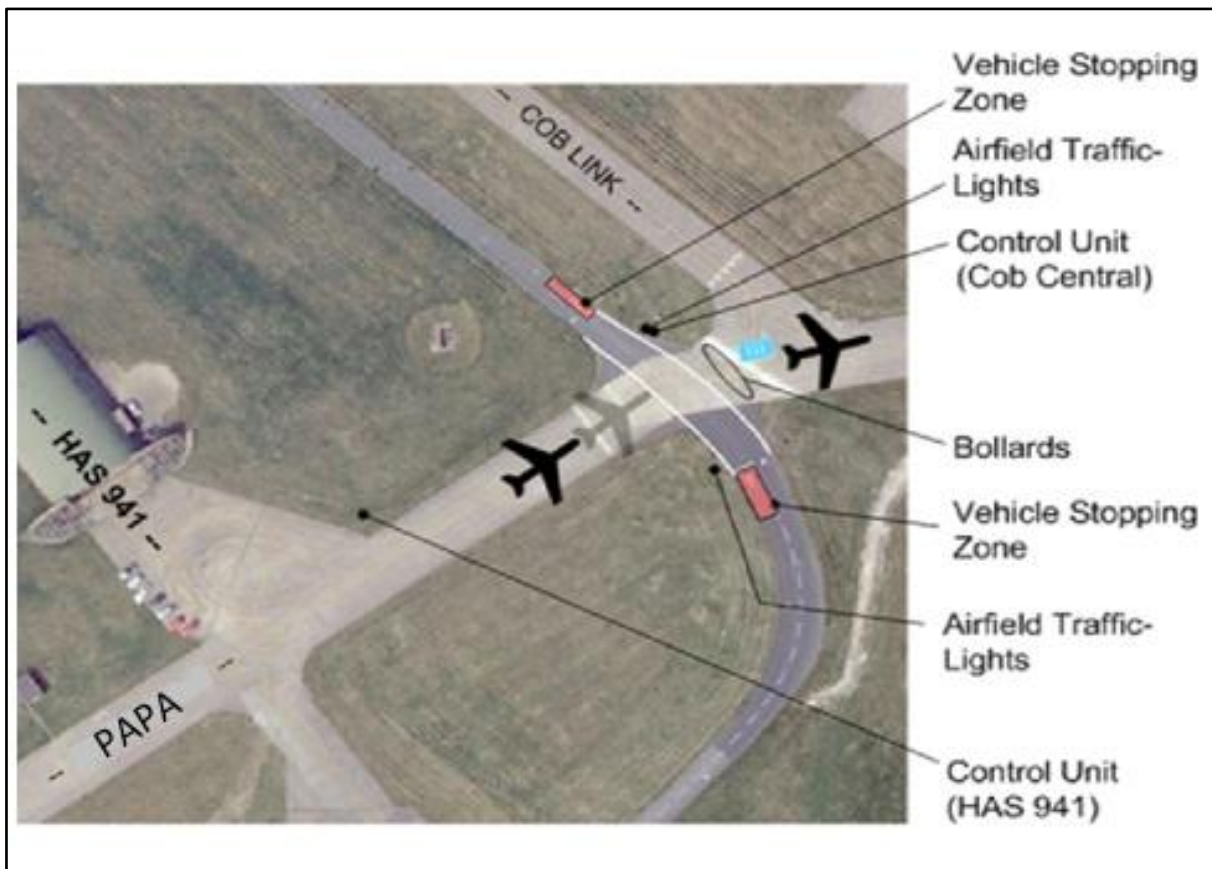 Vehicle Stopping
Zone
Airfield Traffic-
Lights
Control Unit
(Cob Central)
Bollards
Vehicle Stopping
Zone
Airfield Traffic-
Lights
Control Unit
(HAS 941)
-- COB LINK --
-- HAS 941 --
-- PAPA --